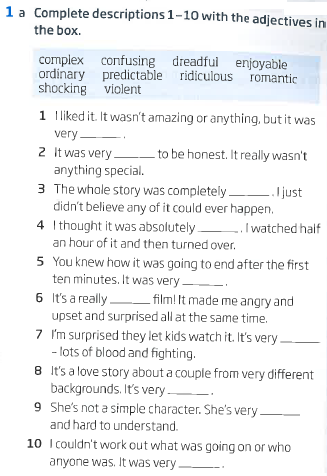 1 a Complete descriptions 1–10 with the adjectives in
the box.
complex confusing dreadful enjoyable
ordinary predictable ridiculous romantic
shocking violent
1 I liked it. It wasn't amazing or anything, but it was
very ______ .
2 It was very ______ to be honest. It really wasn't
anything special.
3 The whole story was completely ______ . I just
didn't believe any of it could ever happen.
4 I thought it was absolutely ______ . I watched half
an hour of it and then turned over.
5 You knew how it was going to end after the first
ten minutes. It was very ______ .
6 It's a really ______ film! It made me angry and
upset and surprised all at the same time.
7 I'm surprised they let kids watch it. It's very ______
– lots of blood and fighting.
8 It's a love story about a couple from very different
backgrounds. It's very ______ .
9 She's not a simple character. She's very ______
and hard to understand.
10 I couldn't work out what was going on or who
anyone was. It was very ______ .